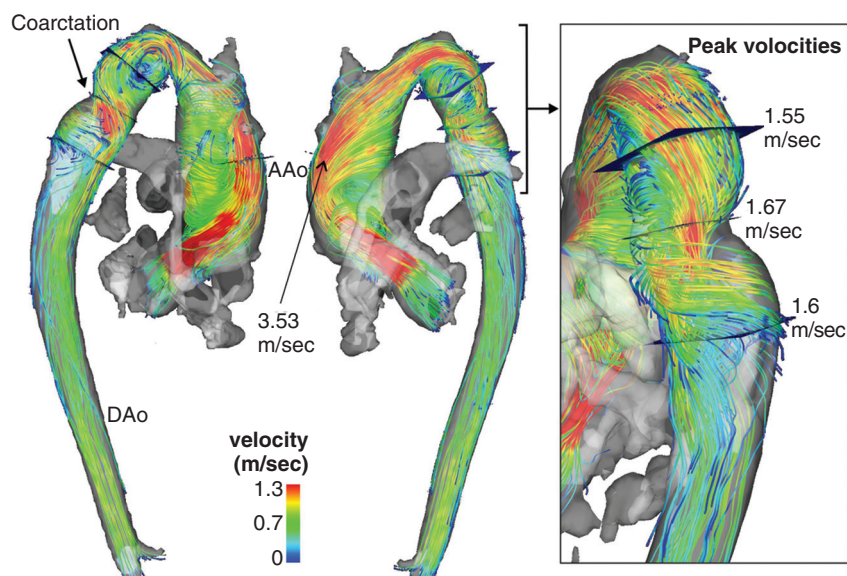 Coarctation
AAo
3.53
m/sec
DAo
velocity
(m/sec)
1.3
0.7
0
Peak volocities
1.55
m/sec
1.67
m/sec
1.6
m/sec